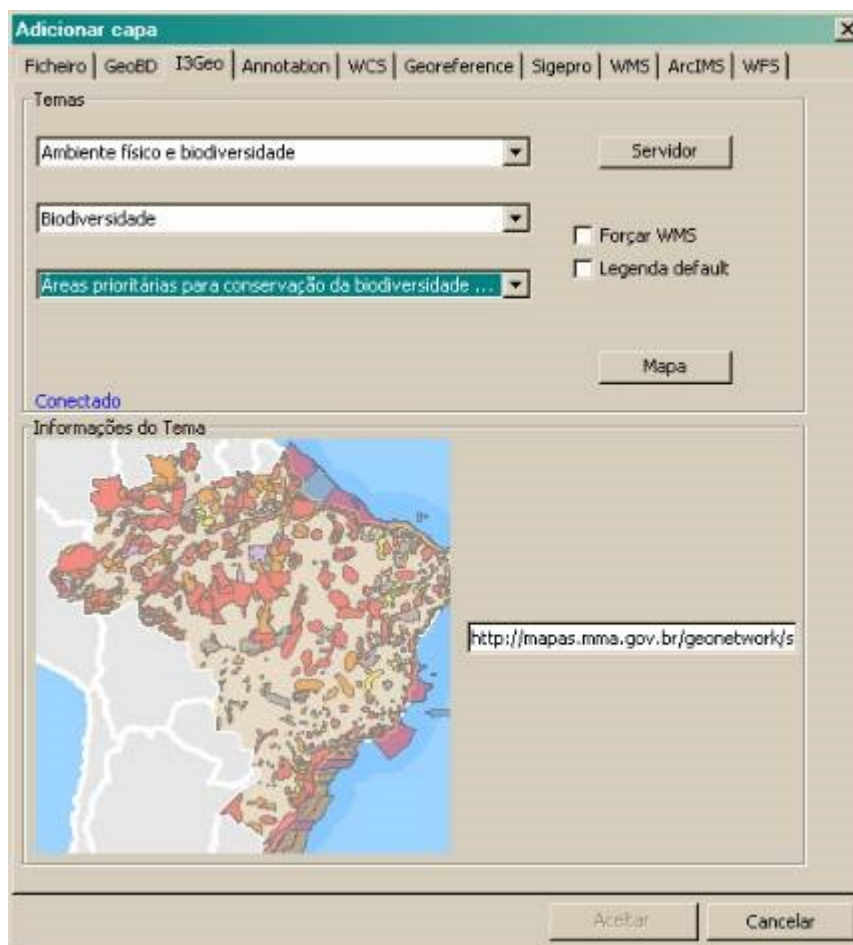 Adicionar capa
Ficheiro GeoBD I3Geo Annotation WCS Georeference Sigepro WMS ArcIMS WFS
Temas
Ambiente físico e biodiversidade
Servidor
Biodiversidade
Forçar WMS
Legenda default
Áreas prioritárias para conservação da biodiversidade ...
Mapa
Conectado
Informações do Tema
http://mapas.mma.gov.br/geonetwork/s
Aceitar Cancelar